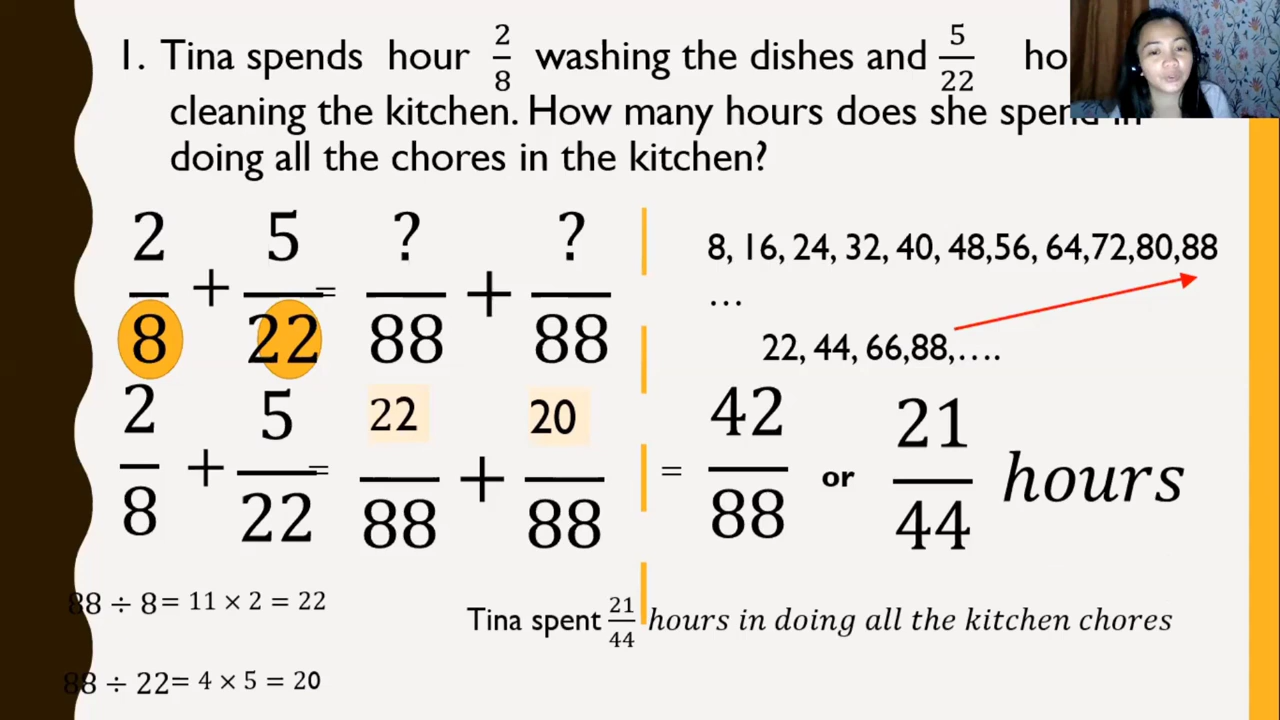 1. Tina spends hour 2/8 washing the dishes and 5/22
cleaning the kitchen. How many hours does she spend in
doing all the chores in the kitchen?
2/8 + 5/22 = ?/88 + ?/88
8, 16, 24, 32, 40, 48,56, 64,72,80,88
...
22, 44, 66,88,....
2/8 + 5/22 = 22/88 + 20/88 = 42/88 or 21/44 hours
88 ÷ 8= 11 × 2 = 22
Tina spent 21/44 hours in doing all the kitchen chores
88 ÷ 22= 4 × 5 = 20